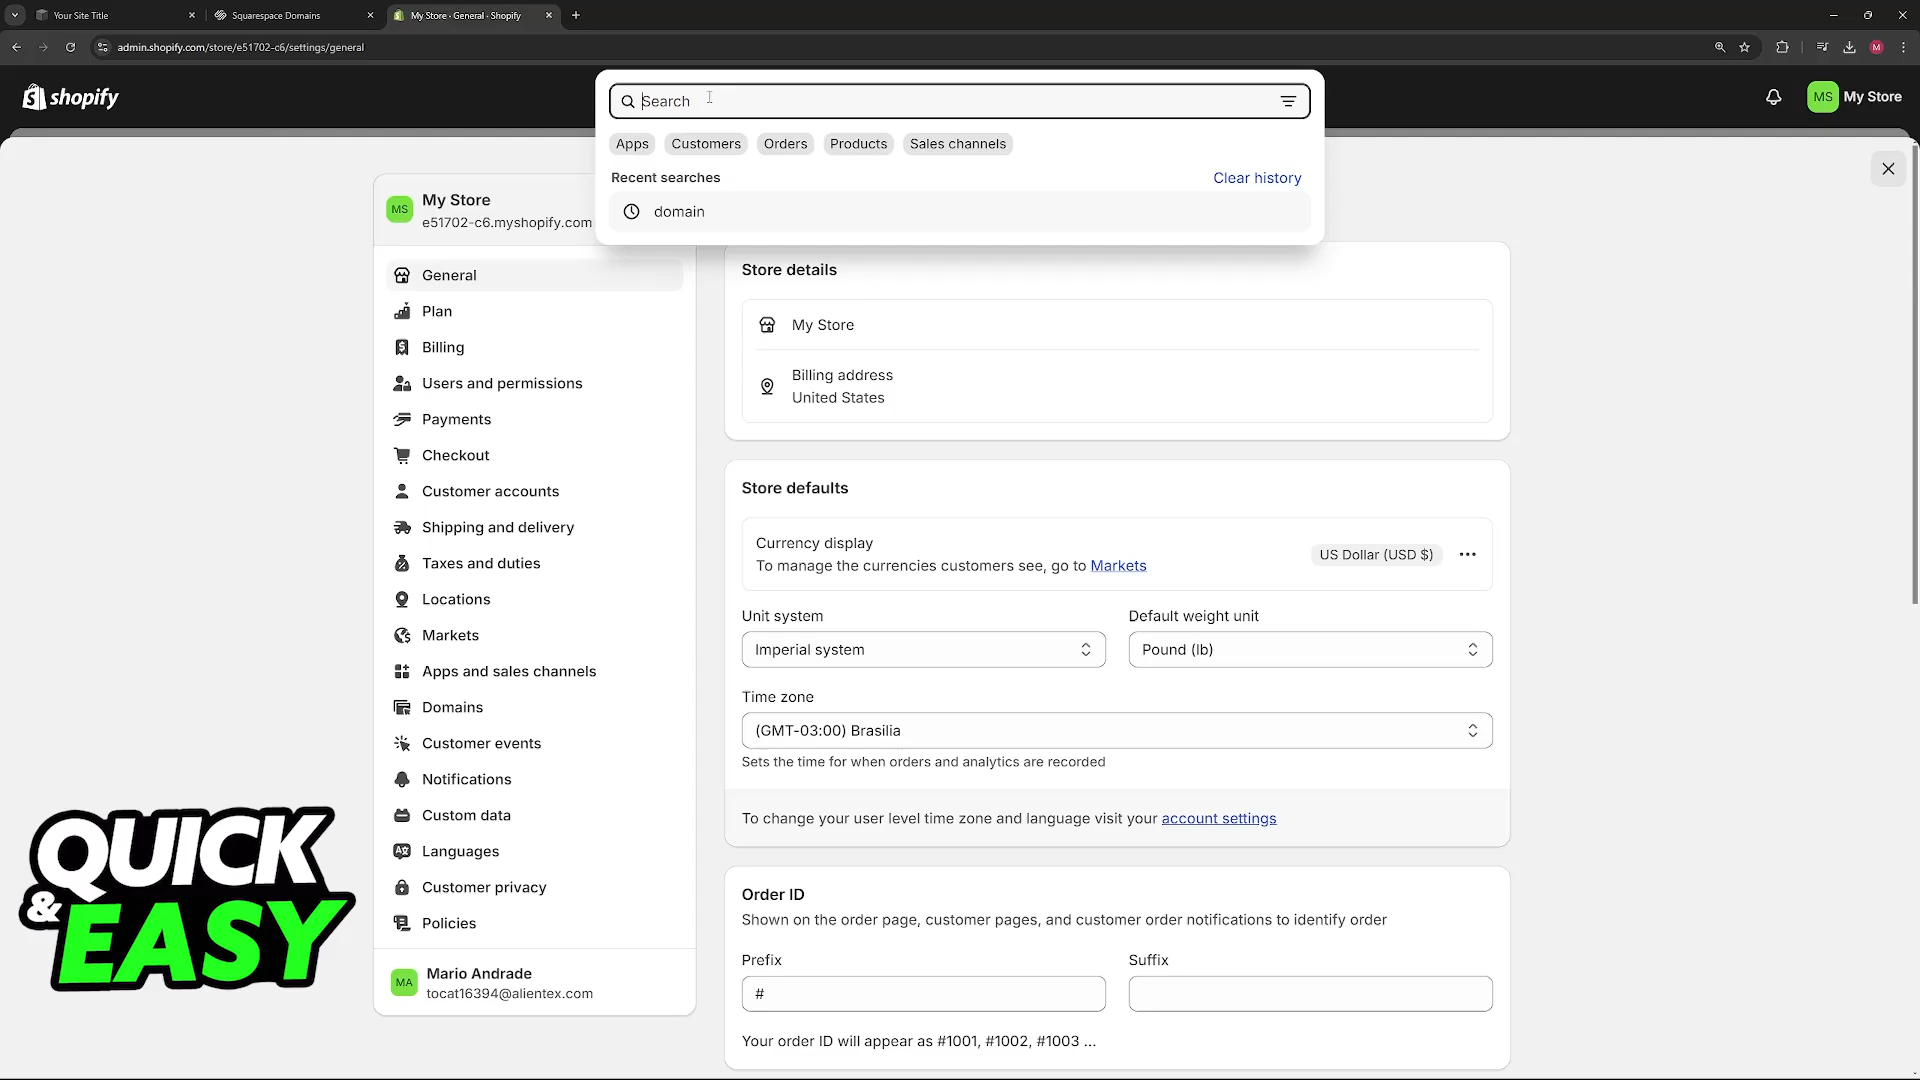 Your Site Title
Squarespace Domains
My Store · General · Shopify
admin.shopify.com/store/e51702-c6/settings/general
M
shopify
Search
MS
My Store
Apps
Customers
Orders
Products
Sales channels
Recent searches
Clear history
domain
MS
My Store
e51702-c6.myshopify.com
General
Plan
Billing
Users and permissions
Payments
Checkout
Customer accounts
Shipping and delivery
Taxes and duties
Locations
Markets
Apps and sales channels
Domains
Customer events
Notifications
Custom data
Languages
Customer privacy
Policies
MA
Mario Andrade
tocat16394@alientex.com
Store details
My Store
Billing address
United States
Store defaults
Currency display
To manage the currencies customers see, go to Markets
US Dollar (USD $)
Unit system
Default weight unit
Imperial system
Pound (lb)
Time zone
(GMT-03:00) Brasilia
Sets the time for when orders and analytics are recorded
To change your user level time zone and language visit your account settings
Order ID
Shown on the order page, customer pages, and customer order notifications to identify order
Prefix
Suffix
#
Your order ID will appear as #1001, #1002, #1003 ...
QUICK
& EASY